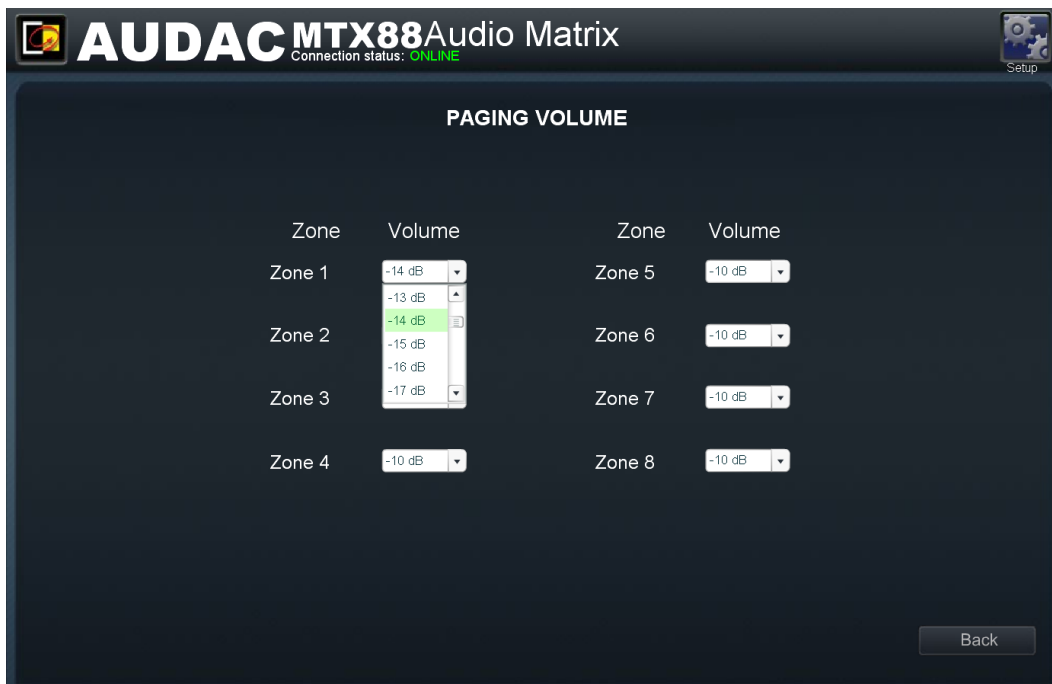 AUDAC MTX88 Audio Matrix
Connection status: ONLINE
Setup
PAGING VOLUME
Zone Volume Zone Volume
Zone 1 -14 dB Zone 5 -10 dB
-13 dB
-14 dB
Zone 2 Zone 6 -10 dB
-15 dB
-16 dB
-17 dB
Zone 3 Zone 7 -10 dB
Zone 4 -10 dB Zone 8 -10 dB
Back